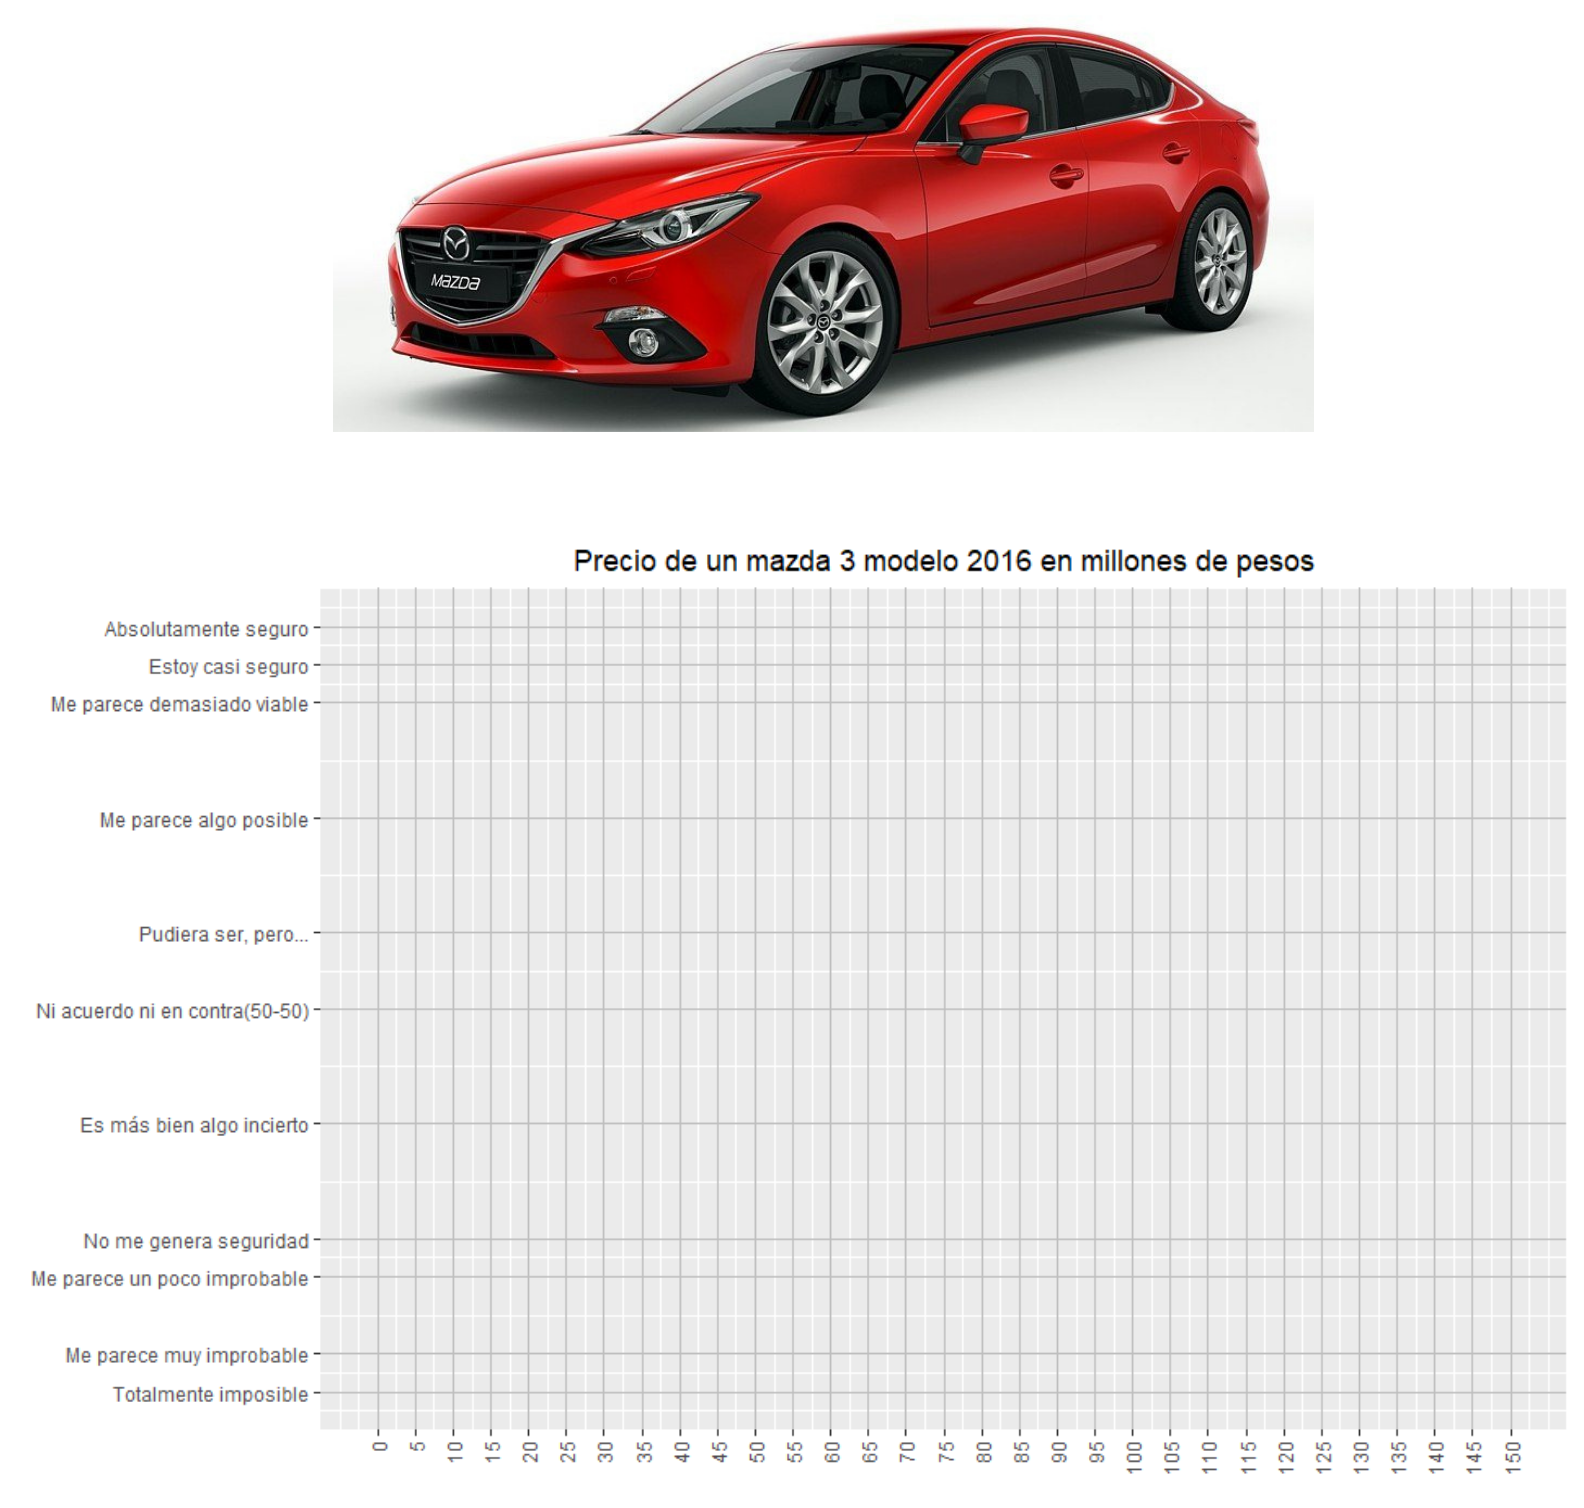 mazda
Precio de un mazda 3 modelo 2016 en millones de pesos
Absolutamente seguro
Estoy casi seguro
Me parece demasiado viable
Me parece algo posible
Pudiera ser, pero...
Ni acuerdo ni en contra(50-50)
Es más bien algo incierto
No me genera seguridad
Me parece un poco improbable
Me parece muy improbable
Totalmente imposible
0 5 10 15 20 25 30 35 40 45 50 55 60 65 70 75 80 85 90 95 100 105 110 115 120 125 130 135 140 145 150